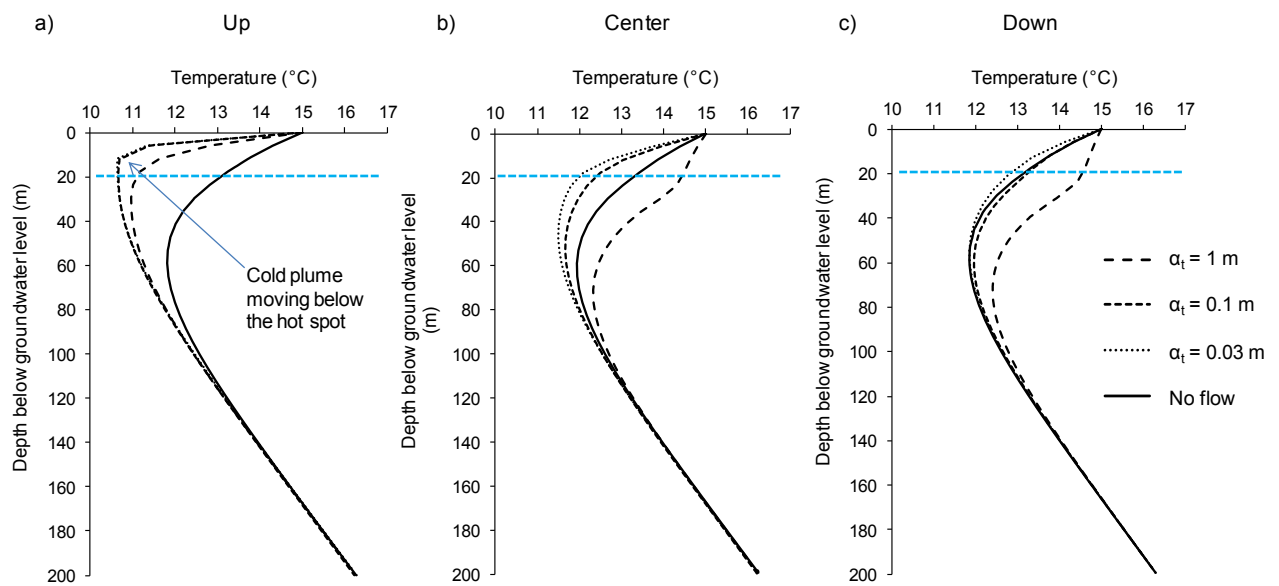 a) Up
Temperature (°C)
10 11 12 13 14 15 16 17
0
20
40
60
80
100
120
140
160
180
200
Depth below groundwater level (m)
Cold plume
moving below
the hot spot
b) Center
Temperature (°C)
10 11 12 13 14 15 16 17
0
20
40
60
80
100
120
140
160
180
200
Depth below groundwater level
(m)
c) Down
Temperature (°C)
10 11 12 13 14 15 16 17
0
20
40
60
80
100
120
140
160
180
200
Depth below groundwater level (m)
αt = 1 m
αt = 0.1 m
αt = 0.03 m
No flow